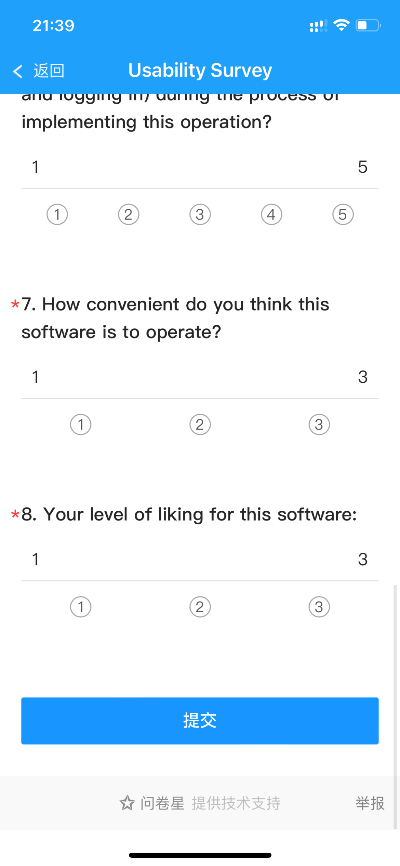 21:39
返回
Usability Survey
and logging in) during the process of
implementing this operation?
1 5
1 2 3 4 5
*7. How convenient do you think this
software is to operate?
1 3
1 2 3
*8. Your level of liking for this software:
1 3
1 2 3
提交
问卷星 提供技术支持 举报